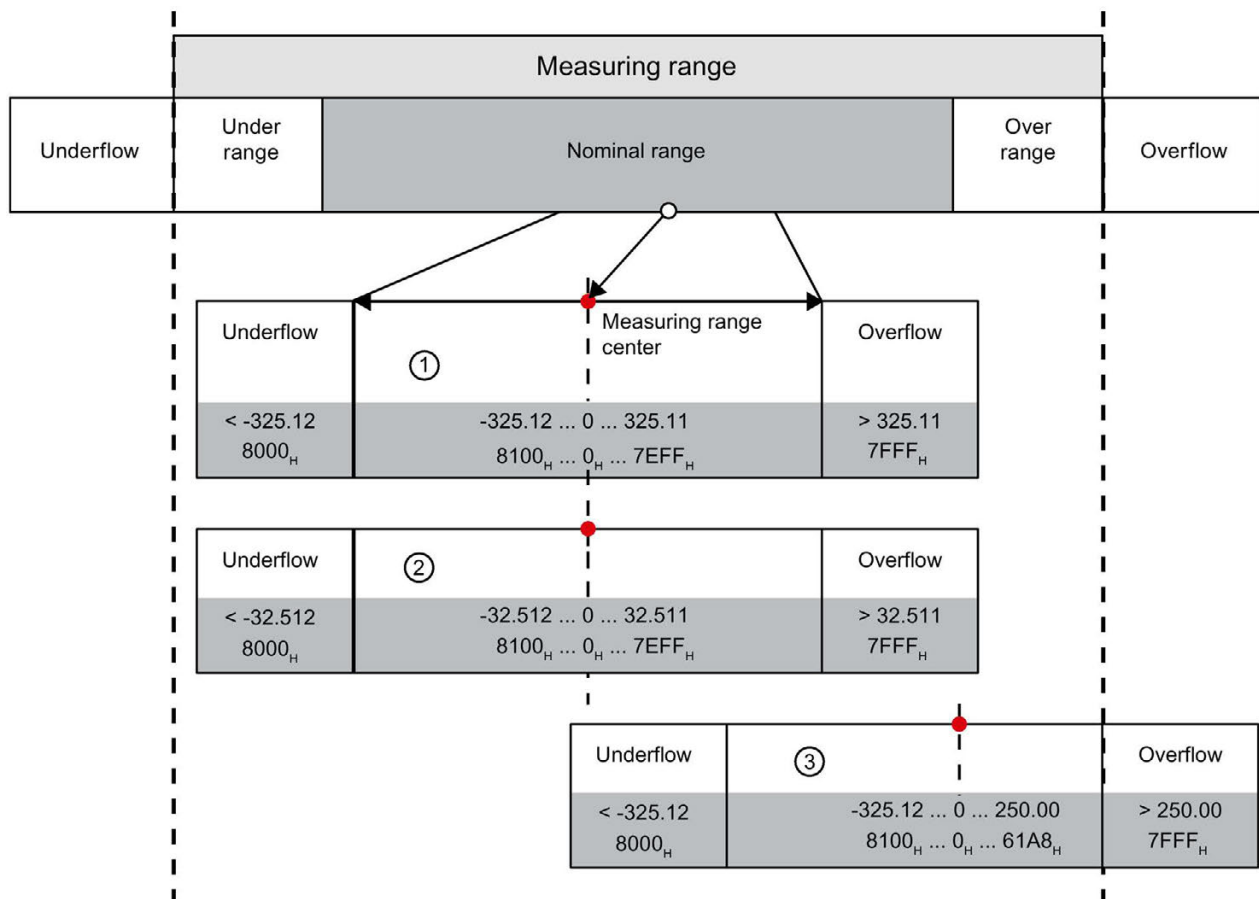 Measuring range
Underflow
Under
range
Nominal range
Over
range
Overflow
Underflow
Measuring range
center
Overflow
①
< -325.12
-325.12 ... 0 ... 325.11
> 325.11
8000H
8100H ... 0H ... 7EFFH
7FFFH
Underflow
②
Overflow
< -32.512
-32.512 ... 0 ... 32.511
> 32.511
8000H
8100H ... 0H ... 7EFFH
7FFFH
Underflow
③
Overflow
< -325.12
-325.12 ... 0 ... 250.00
> 250.00
8000H
8100H ... 0H ... 61A8H
7FFFH